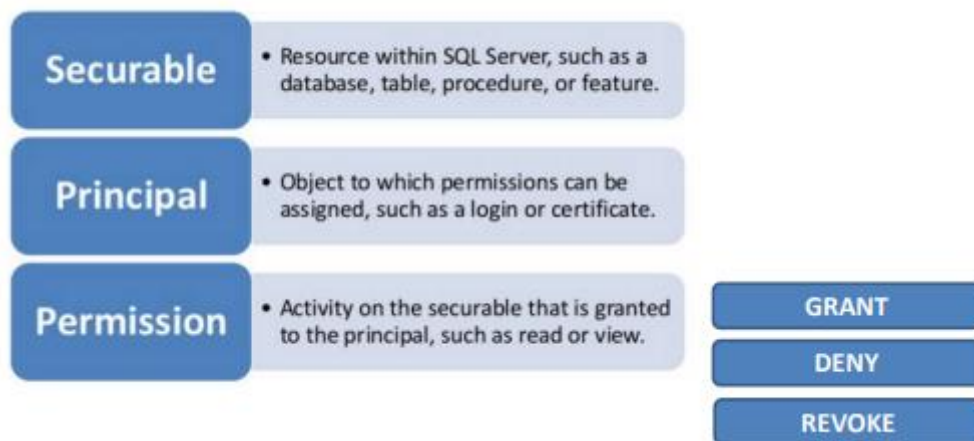 Securable
• Resource within SQL Server, such as a
database, table, procedure, or feature.
Principal
• Object to which permissions can be
assigned, such as a login or certificate.
Permission
• Activity on the securable that is granted
to the principal, such as read or view.
GRANT
DENY
REVOKE